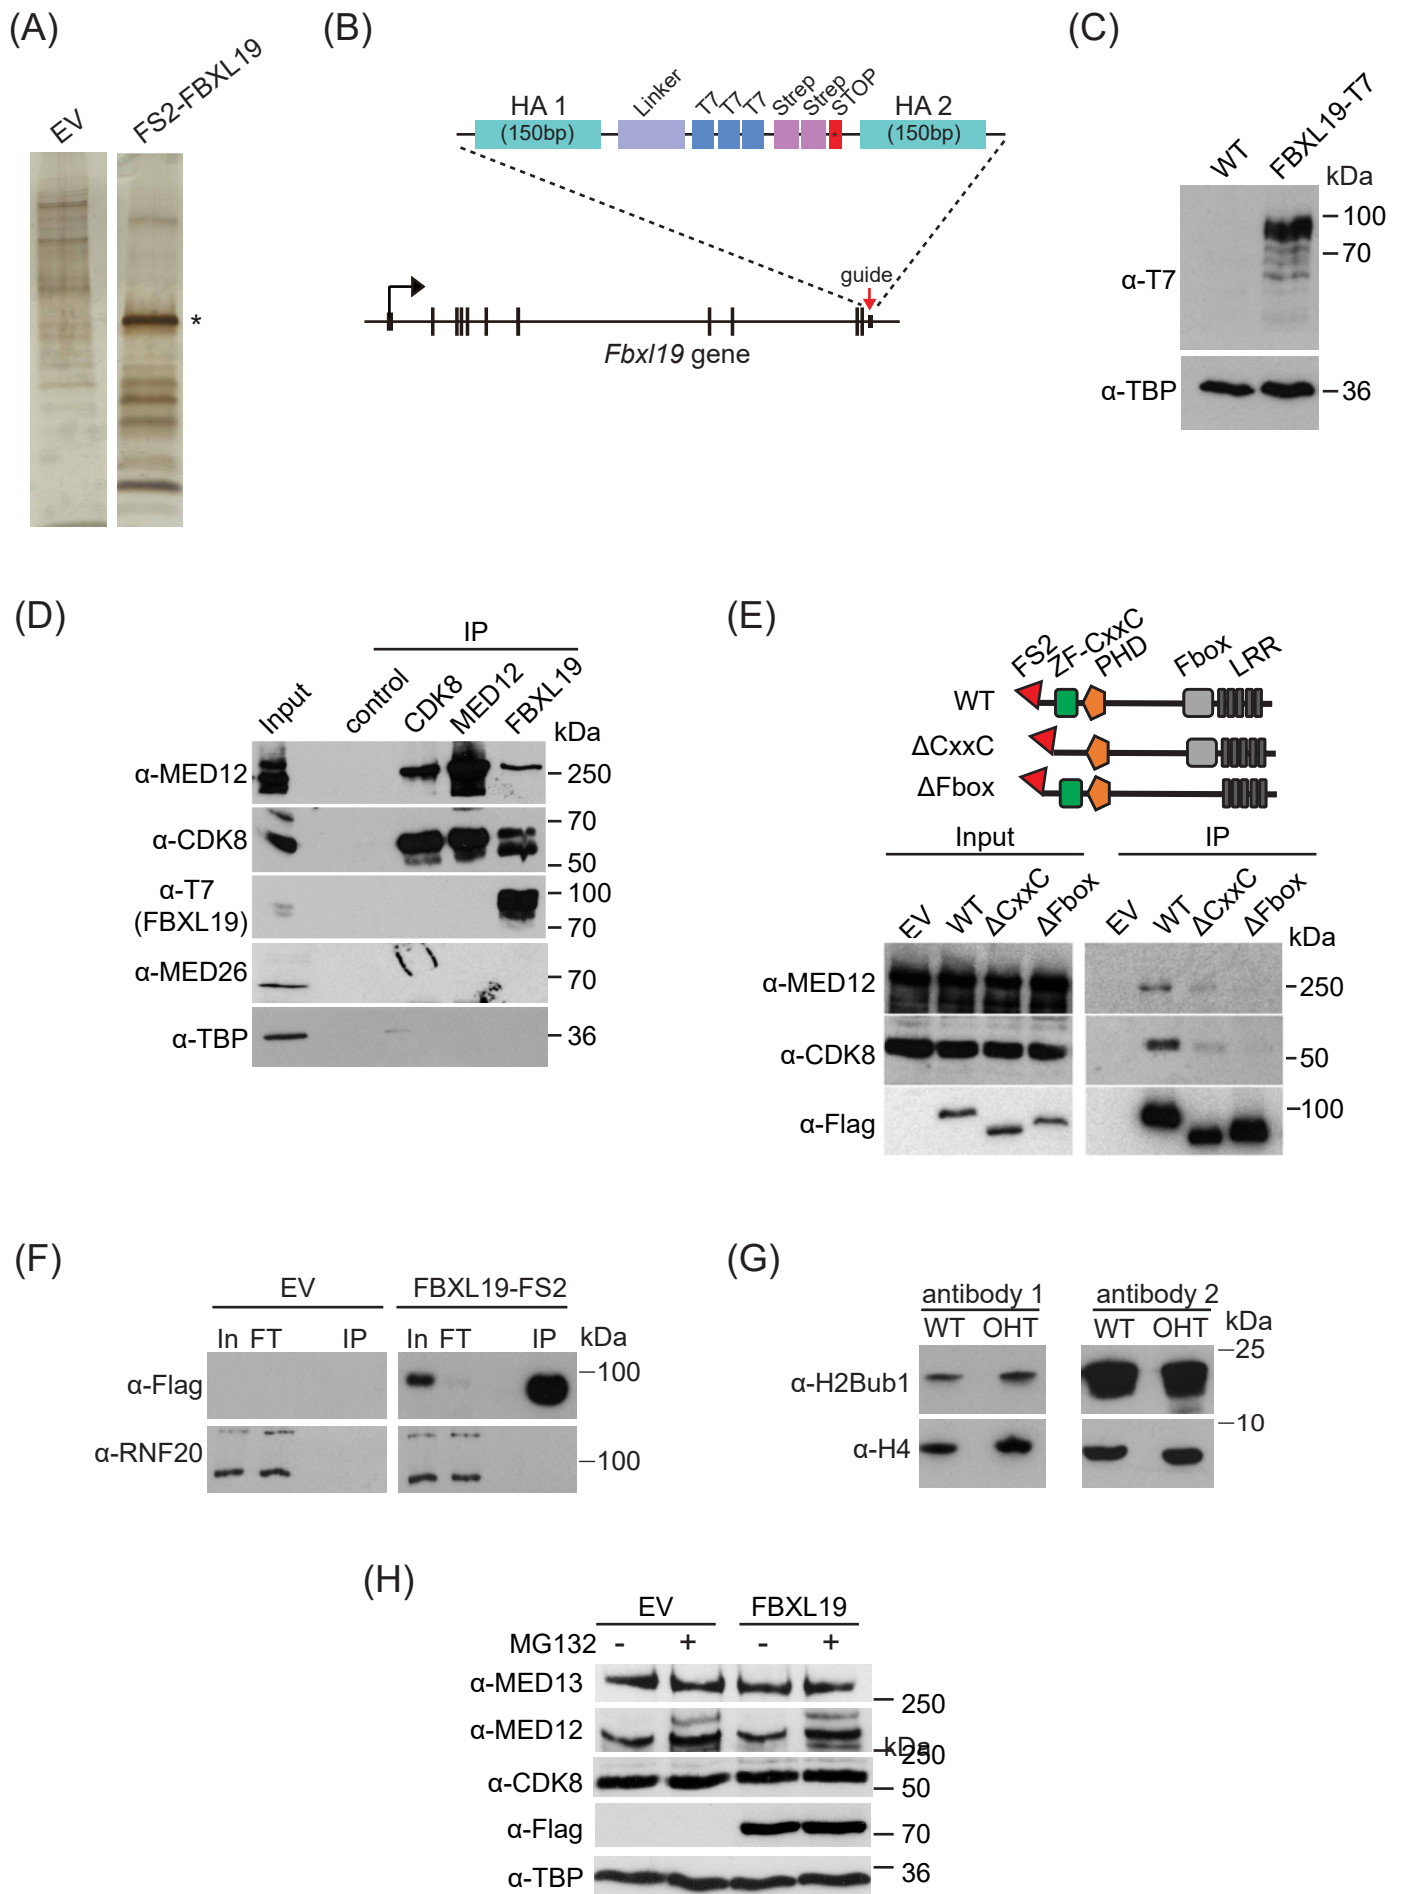 (A)
EV
FS2-FBXL19
*
(B)
HA 1
(150bp)
Linker
T7
T7
T7
Strep
Strep
STOP
*
HA 2
(150bp)
guide
Fbxl19 gene
(C)
WT
FBXL19-T7
kDa
100
70
α-T7
α-TBP
36
(D)
IP
Input
control
CDK8
MED12
FBXL19
kDa
α-MED12
250
70
α-CDK8
50
α-T7
(FBXL19)
100
70
α-MED26
70
α-TBP
36
(E)
FS2
ZF-CxxC
PHD
Fbox
LRR
WT
ΔCxxC
ΔFbox
Input
IP
EV
WT
ΔCxxC
ΔFbox
EV
WT
ΔCxxC
ΔFbox
kDa
α-MED12
250
α-CDK8
50
α-Flag
100
(F)
EV
FBXL19-FS2
In FT IP
In FT IP
kDa
α-Flag
100
α-RNF20
100
(G)
antibody 1
antibody 2
WT OHT
WT OHT
kDa
25
α-H2Bub1
10
α-H4
(H)
EV
FBXL19
MG132 - + - +
α-MED13
250
α-MED12
kDa
250
α-CDK8
50
α-Flag
70
α-TBP
36